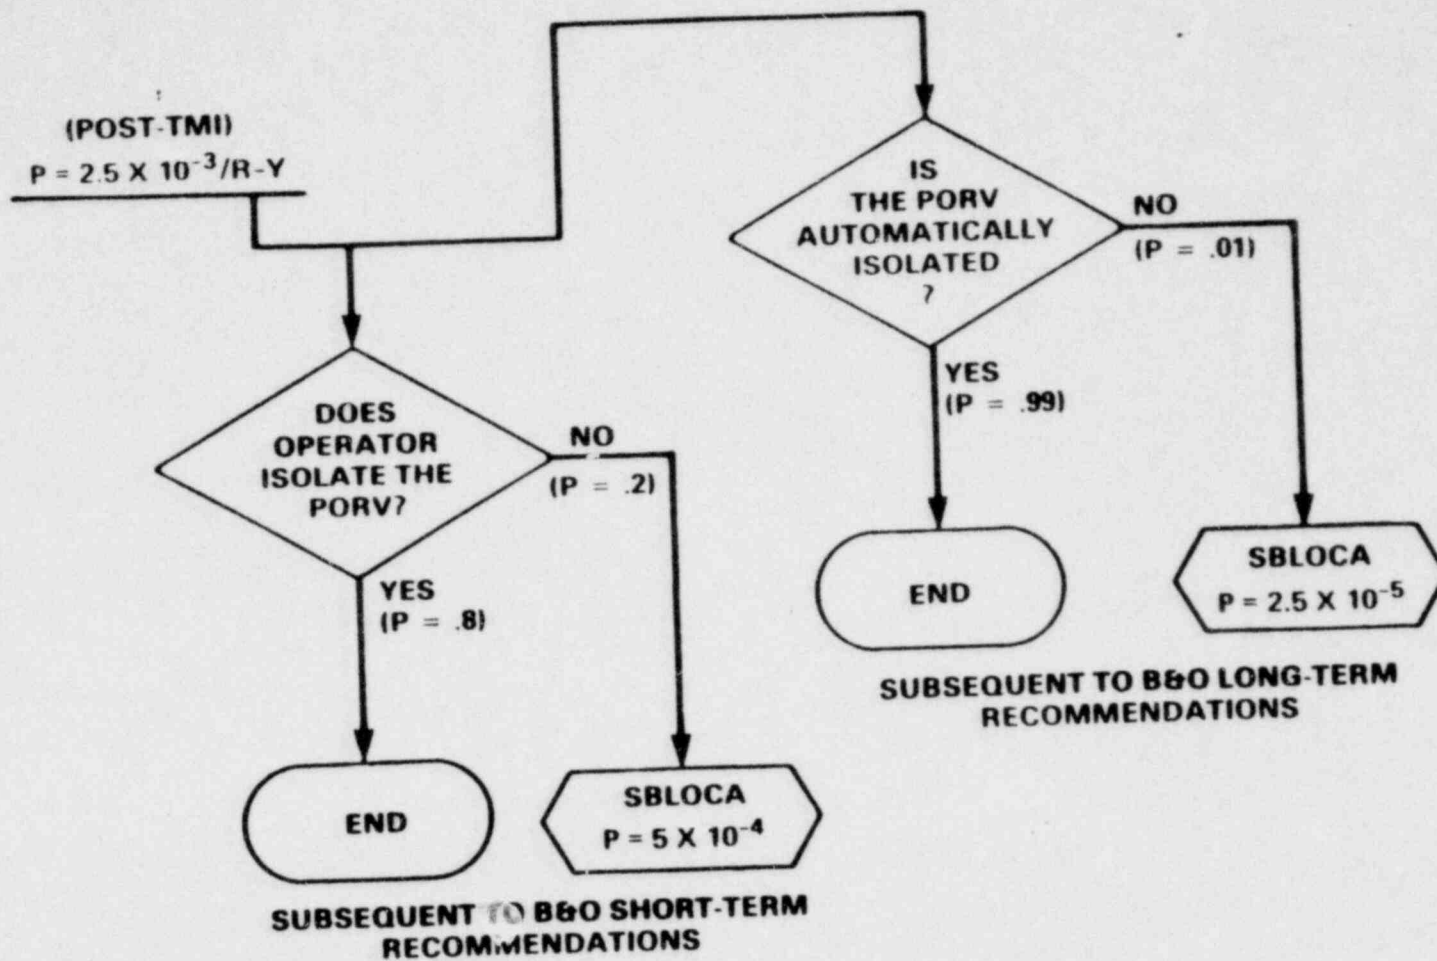 (POST-TMI)
P = 2.5 X 10⁻³/R-Y
DOES
OPERATOR
ISOLATE THE
PORV?
NO
(P = .2)
YES
(P = .8)
END
SBLOCA
P = 5 X 10⁻⁴
SUBSEQUENT TO B&O SHORT-TERM
RECOMMENDATIONS
IS
THE PORV
AUTOMATICALLY
ISOLATED
?
NO
(P = .01)
YES
(P = .99)
END
SBLOCA
P = 2.5 X 10⁻⁵
SUBSEQUENT TO B&O LONG-TERM
RECOMMENDATIONS